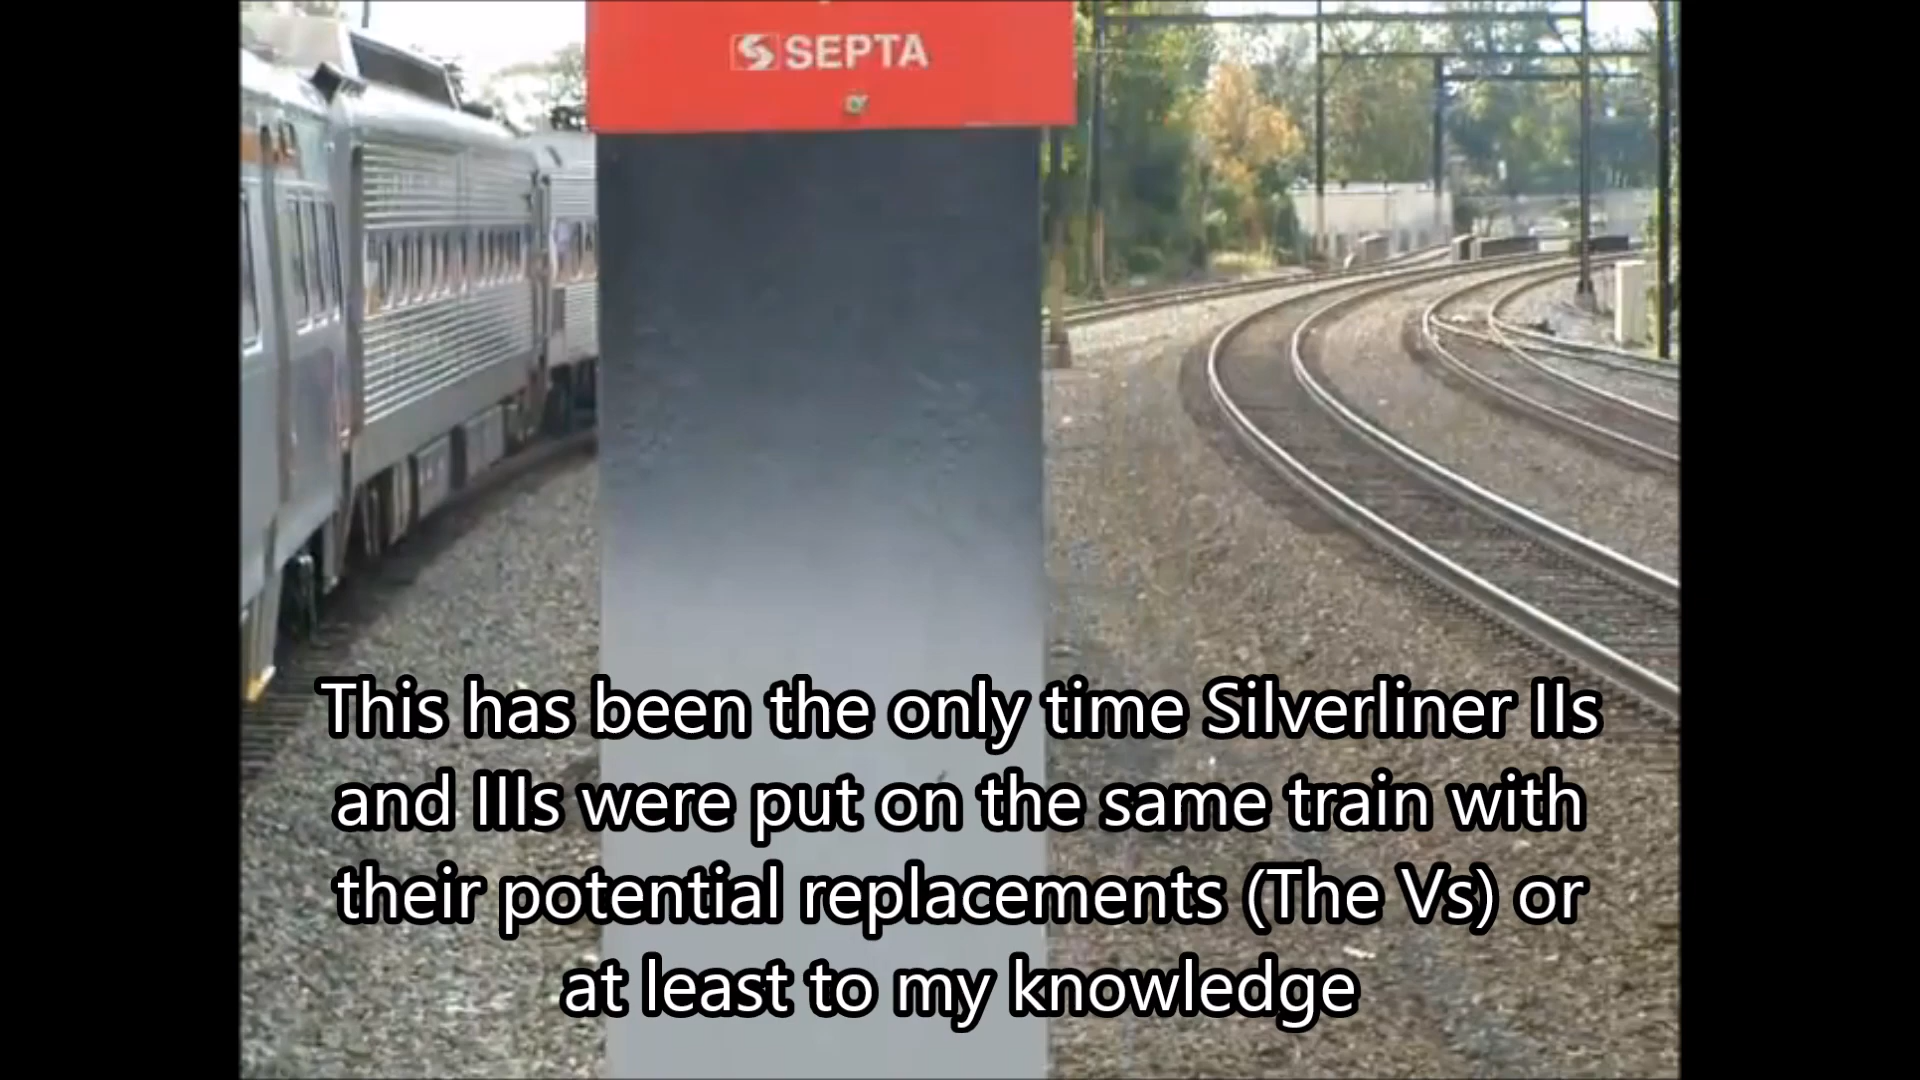 SEPTA
This has been the only time Silverliner IIs
and IIIs were put on the same train with
their potential replacements (The Vs) or
at least to my knowledge